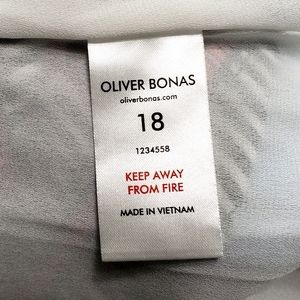 OLIVER BONAS
oliverbonas.com
18
1234558
KEEP AWAY
FROM FIRE
MADE IN VIETNAM